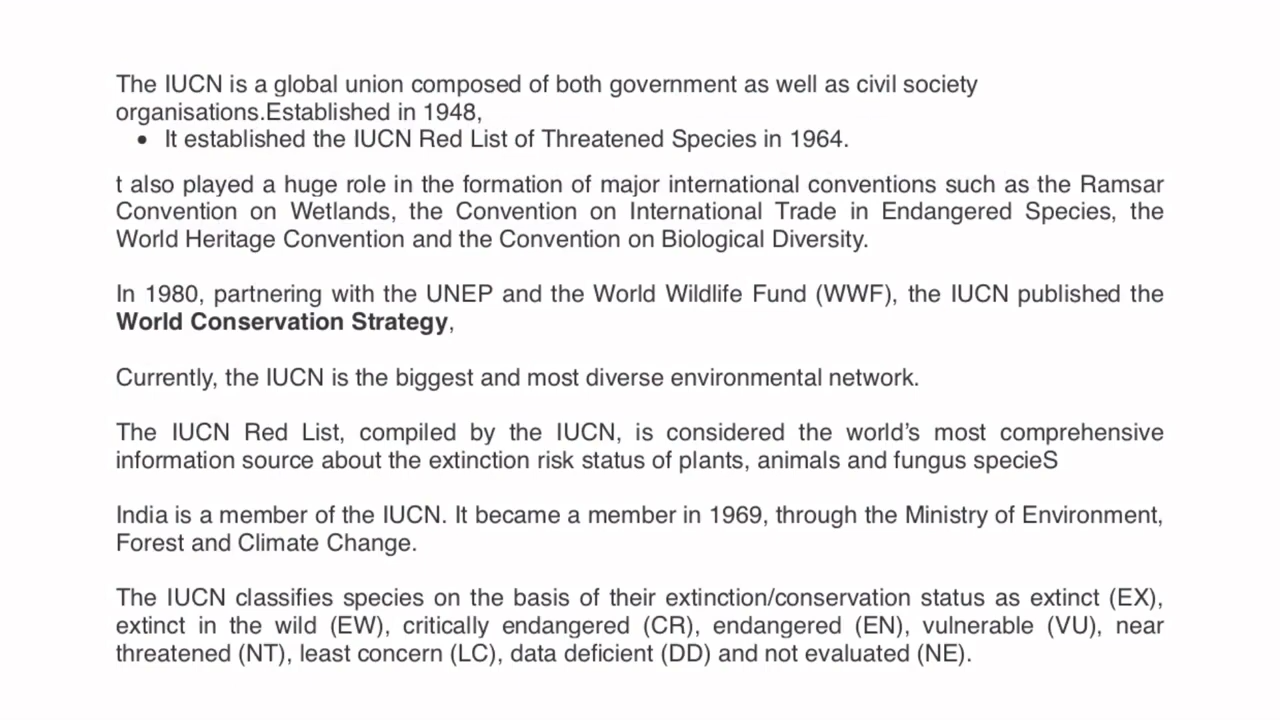 The IUCN is a global union composed of both government as well as civil society
organisations.Established in 1948,
• It established the IUCN Red List of Threatened Species in 1964.
t also played a huge role in the formation of major international conventions such as the Ramsar
Convention on Wetlands, the Convention on International Trade in Endangered Species, the
World Heritage Convention and the Convention on Biological Diversity.
In 1980, partnering with the UNEP and the World Wildlife Fund (WWF), the IUCN published the
World Conservation Strategy,
Currently, the IUCN is the biggest and most diverse environmental network.
The IUCN Red List, compiled by the IUCN, is considered the world’s most comprehensive
information source about the extinction risk status of plants, animals and fungus specieS
India is a member of the IUCN. It became a member in 1969, through the Ministry of Environment,
Forest and Climate Change.
The IUCN classifies species on the basis of their extinction/conservation status as extinct (EX),
extinct in the wild (EW), critically endangered (CR), endangered (EN), vulnerable (VU), near
threatened (NT), least concern (LC), data deficient (DD) and not evaluated (NE).